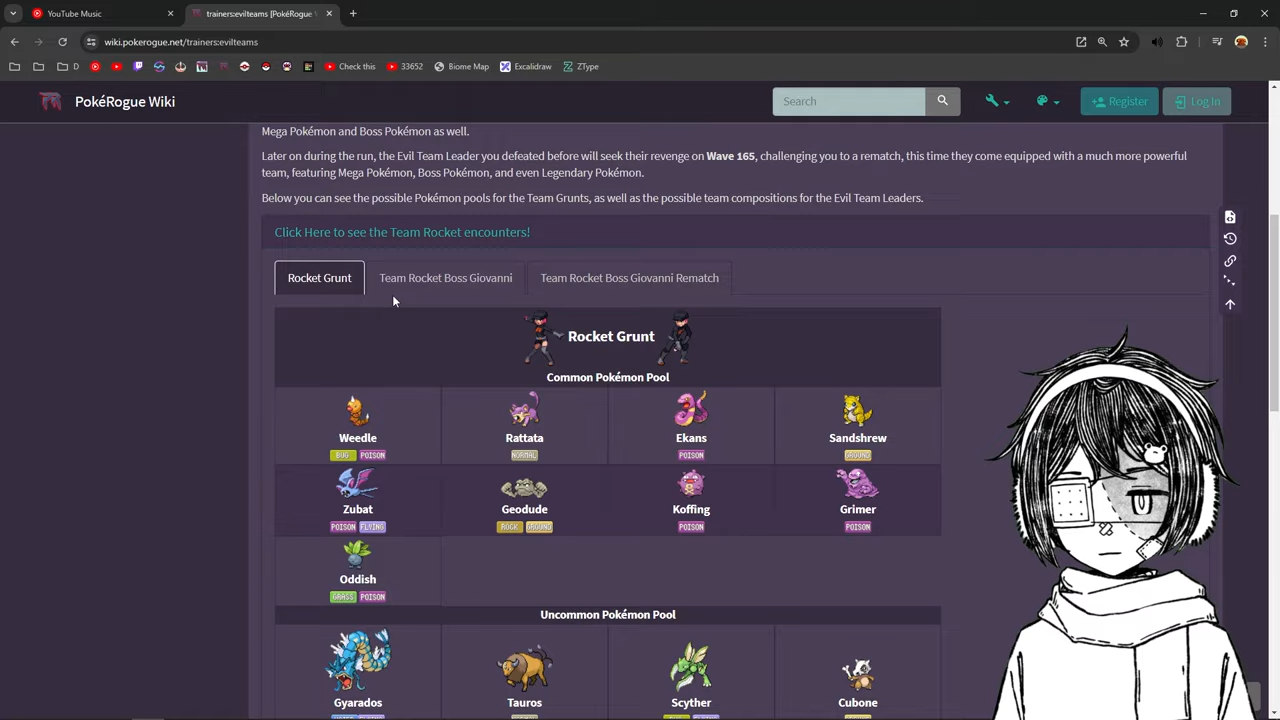 YouTube Music
trainers:evilteams [PokéRogue
wiki.pokerogue.net/trainers:evilteams
D
Check this
33652
Biome Map
Excalidraw
ZType
PokéRogue Wiki
Search
Register
Log In
Mega Pokémon and Boss Pokémon as well.
Later on during the run, the Evil Team Leader you defeated before will seek their revenge on Wave 165, challenging you to a rematch, this time they come equipped with a much more powerful
team, featuring Mega Pokémon, Boss Pokémon, and even Legendary Pokémon.
Below you can see the possible Pokémon pools for the Team Grunts, as well as the possible team compositions for the Evil Team Leaders.
Click Here to see the Team Rocket encounters!
Rocket Grunt
Team Rocket Boss Giovanni
Team Rocket Boss Giovanni Rematch
Rocket Grunt
Common Pokémon Pool
Weedle
Rattata
Ekans
Sandshrew
BUG POISON
NORMAL
POISON
GROUND
Zubat
Geodude
Koffing
Grimer
POISON FLYING
ROCK GROUND
POISON
POISON
Oddish
GRASS POISON
Uncommon Pokémon Pool
Gyarados
Tauros
Scyther
Cubone